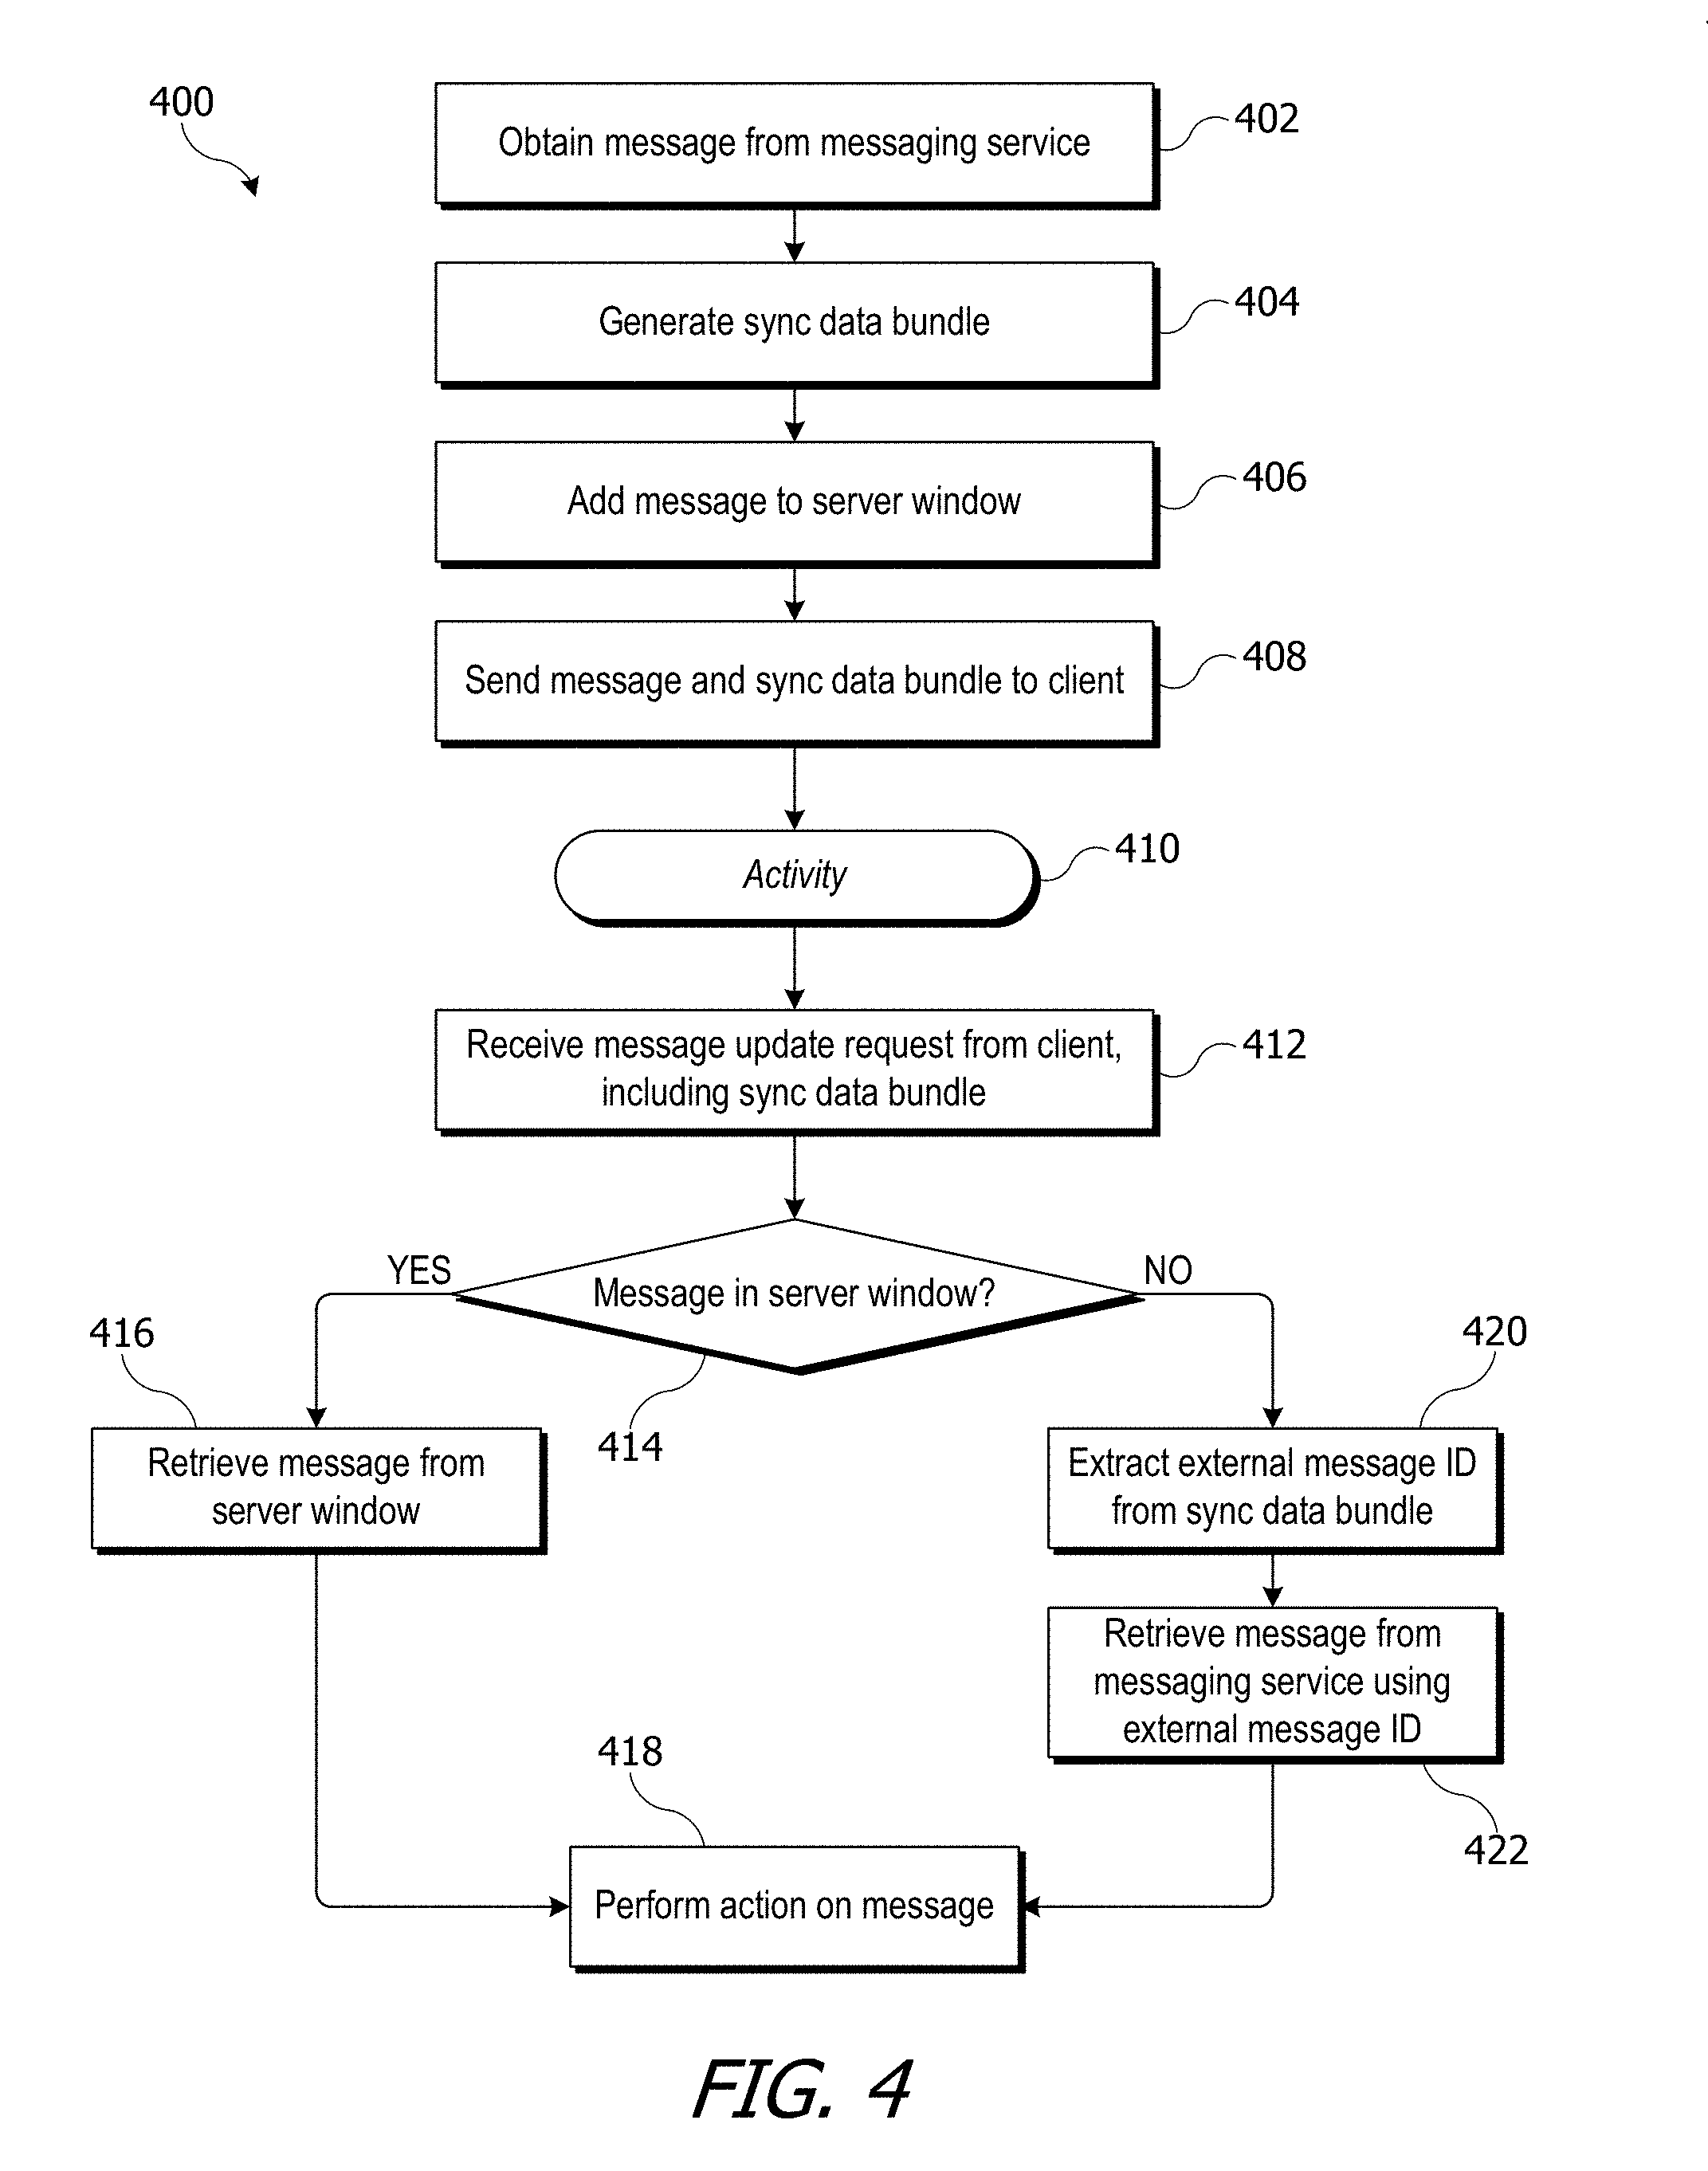 400
Obtain message from messaging service
402
Generate sync data bundle
404
Add message to server window
406
Send message and sync data bundle to client
408
Activity
410
Receive message update request from client,
including sync data bundle
412
YES
Message in server window?
NO
414
416
Retrieve message from
server window
420
Extract external message ID
from sync data bundle
Retrieve message from
messaging service using
external message ID
422
418
Perform action on message
FIG. 4